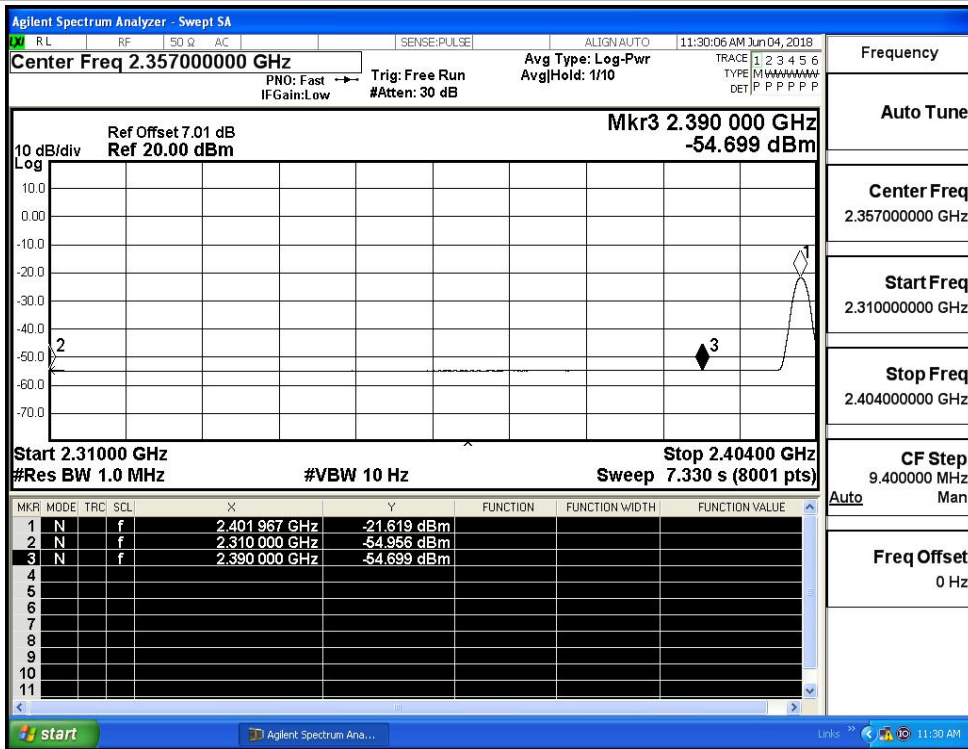 Agilent Spectrum Analyzer - Swept SA
LXI RL RF 50 Ω AC SENSE:PULSE ALIGN AUTO 11:30:06 AM Jun 04, 2018
Center Freq 2.357000000 GHz
PNO: Fast
IFGain:Low
Trig: Free Run
#Atten: 30 dB
Avg Type: Log-Pwr
Avg|Hold: 1/10
TRACE 1 2 3 4 5 6
TYPE M WWWWW
DET P P P P P P
Ref Offset 7.01 dB
10 dB/div Ref 20.00 dBm
Log
Mkr3 2.390 000 GHz
-54.699 dBm
10.0
0.00
-10.0
-20.0
-30.0
-40.0
-50.0
-60.0
-70.0
1
2
3
Start 2.31000 GHz Stop 2.40400 GHz
#Res BW 1.0 MHz #VBW 10 Hz Sweep 7.330 s (8001 pts)
MKR MODE TRC SCL X Y FUNCTION FUNCTION WIDTH FUNCTION VALUE
1 N f 2.401 967 GHz -21.619 dBm
2 N f 2.310 000 GHz -54.956 dBm
3 N f 2.390 000 GHz -54.699 dBm
4
5
6
7
8
9
10
11
Frequency
Auto Tune
Center Freq
2.357000000 GHz
Start Freq
2.310000000 GHz
Stop Freq
2.404000000 GHz
CF Step
9.400000 MHz
Auto Man
Freq Offset
0 Hz
start Agilent Spectrum Ana... Links » 11:30 AM